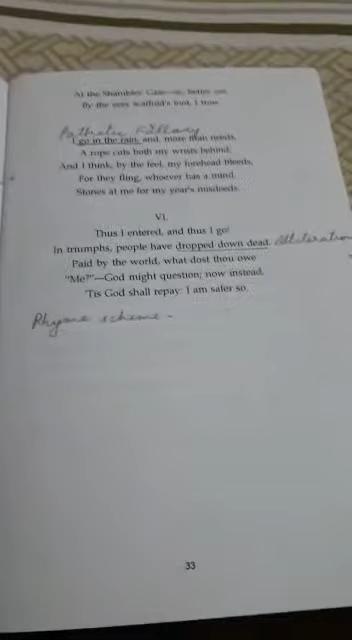 At the Shambles' Gate—or, better yet,
By the very scaffold's foot, I trow.
Pathetic Fallacy
I go in the rain, and, more than needs,
A rope cuts both my wrists behind;
And I think, by the feel, my forehead bleeds,
For they fling, whoever has a mind,
Stones at me for my year's misdeeds.
VI.
Thus I entered, and thus I go!
In triumphs, people have dropped down dead. Alliteration
Paid by the world, what dost thou owe
"Me?"—God might question; now instead,
'Tis God shall repay: I am safer so.
Rhyme scheme -
33